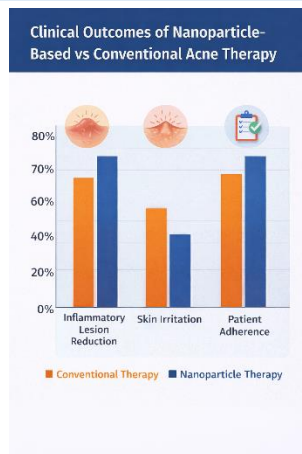 Clinical Outcomes of Nanoparticle-
Based vs Conventional Acne Therapy
80%
70%
60%
40%
20%
0%
Inflammatory
Lesion
Reduction
Skin Irritation
Patient
Adherence
Conventional Therapy
Nanoparticle Therapy